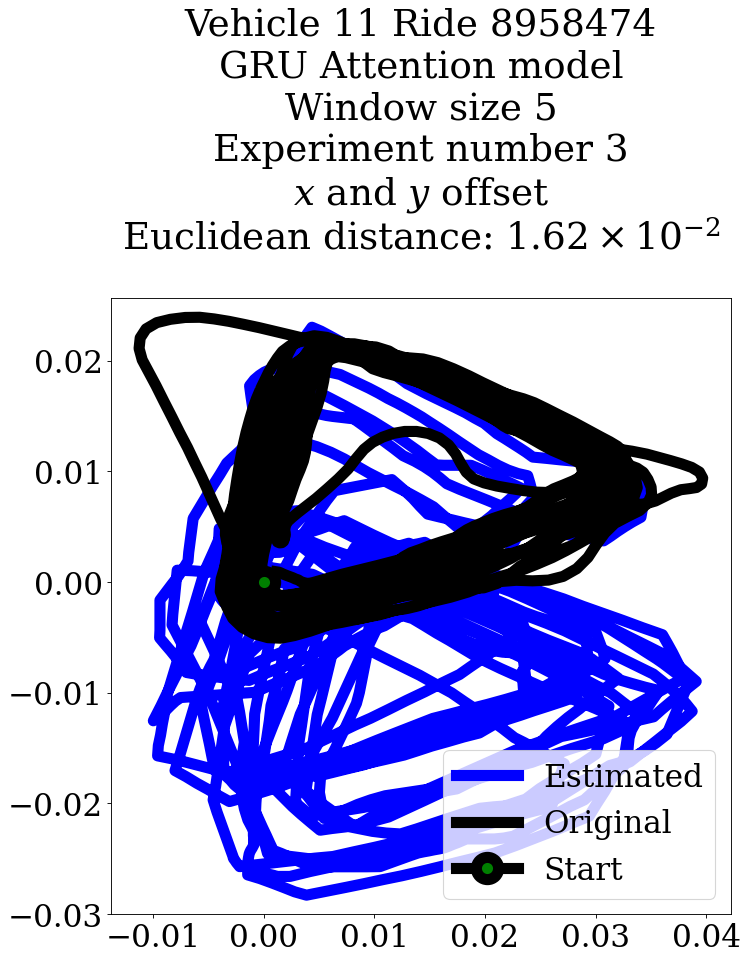 Vehicle 11 Ride 8958474
GRU Attention model
Window size 5
Experiment number 3
x and y offset
Euclidean distance: 1.62 × 10⁻²
0.02
0.01
0.00
−0.01
−0.02
−0.03
Estimated
Original
Start
−0.01 0.00 0.01 0.02 0.03 0.04